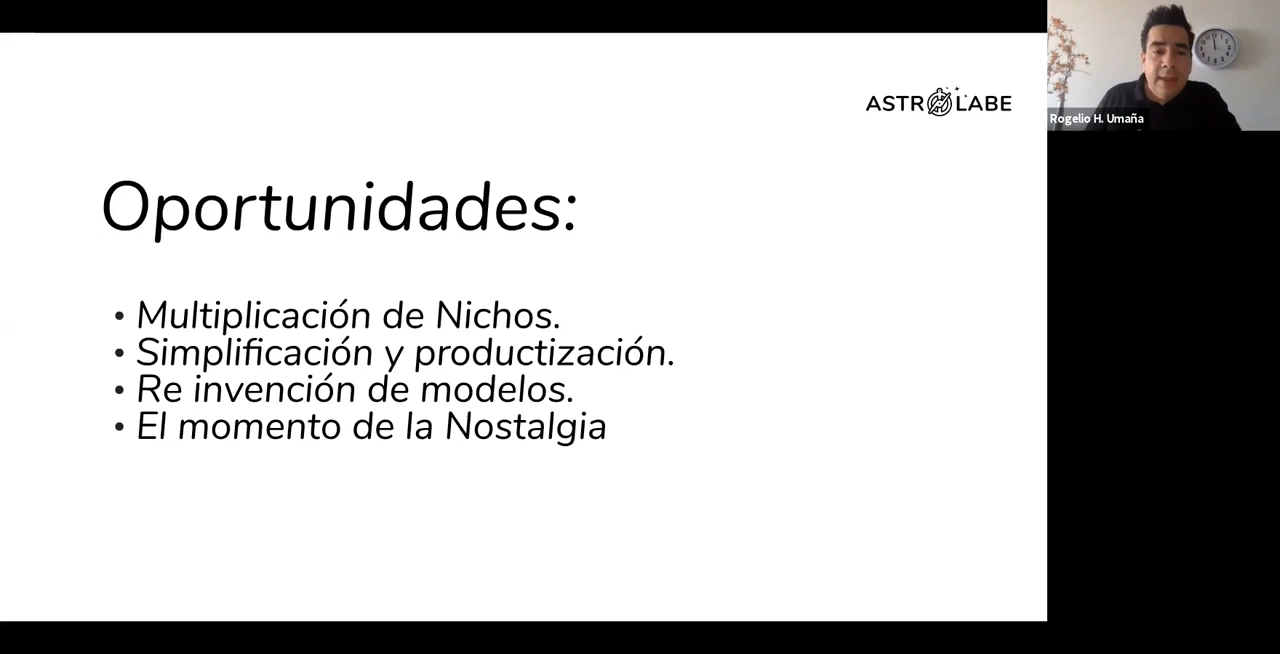 ASTROLABE
Rogelio H. Umaña
Oportunidades:
• Multiplicación de Nichos.
• Simplificación y productización.
• Re invención de modelos.
• El momento de la Nostalgia